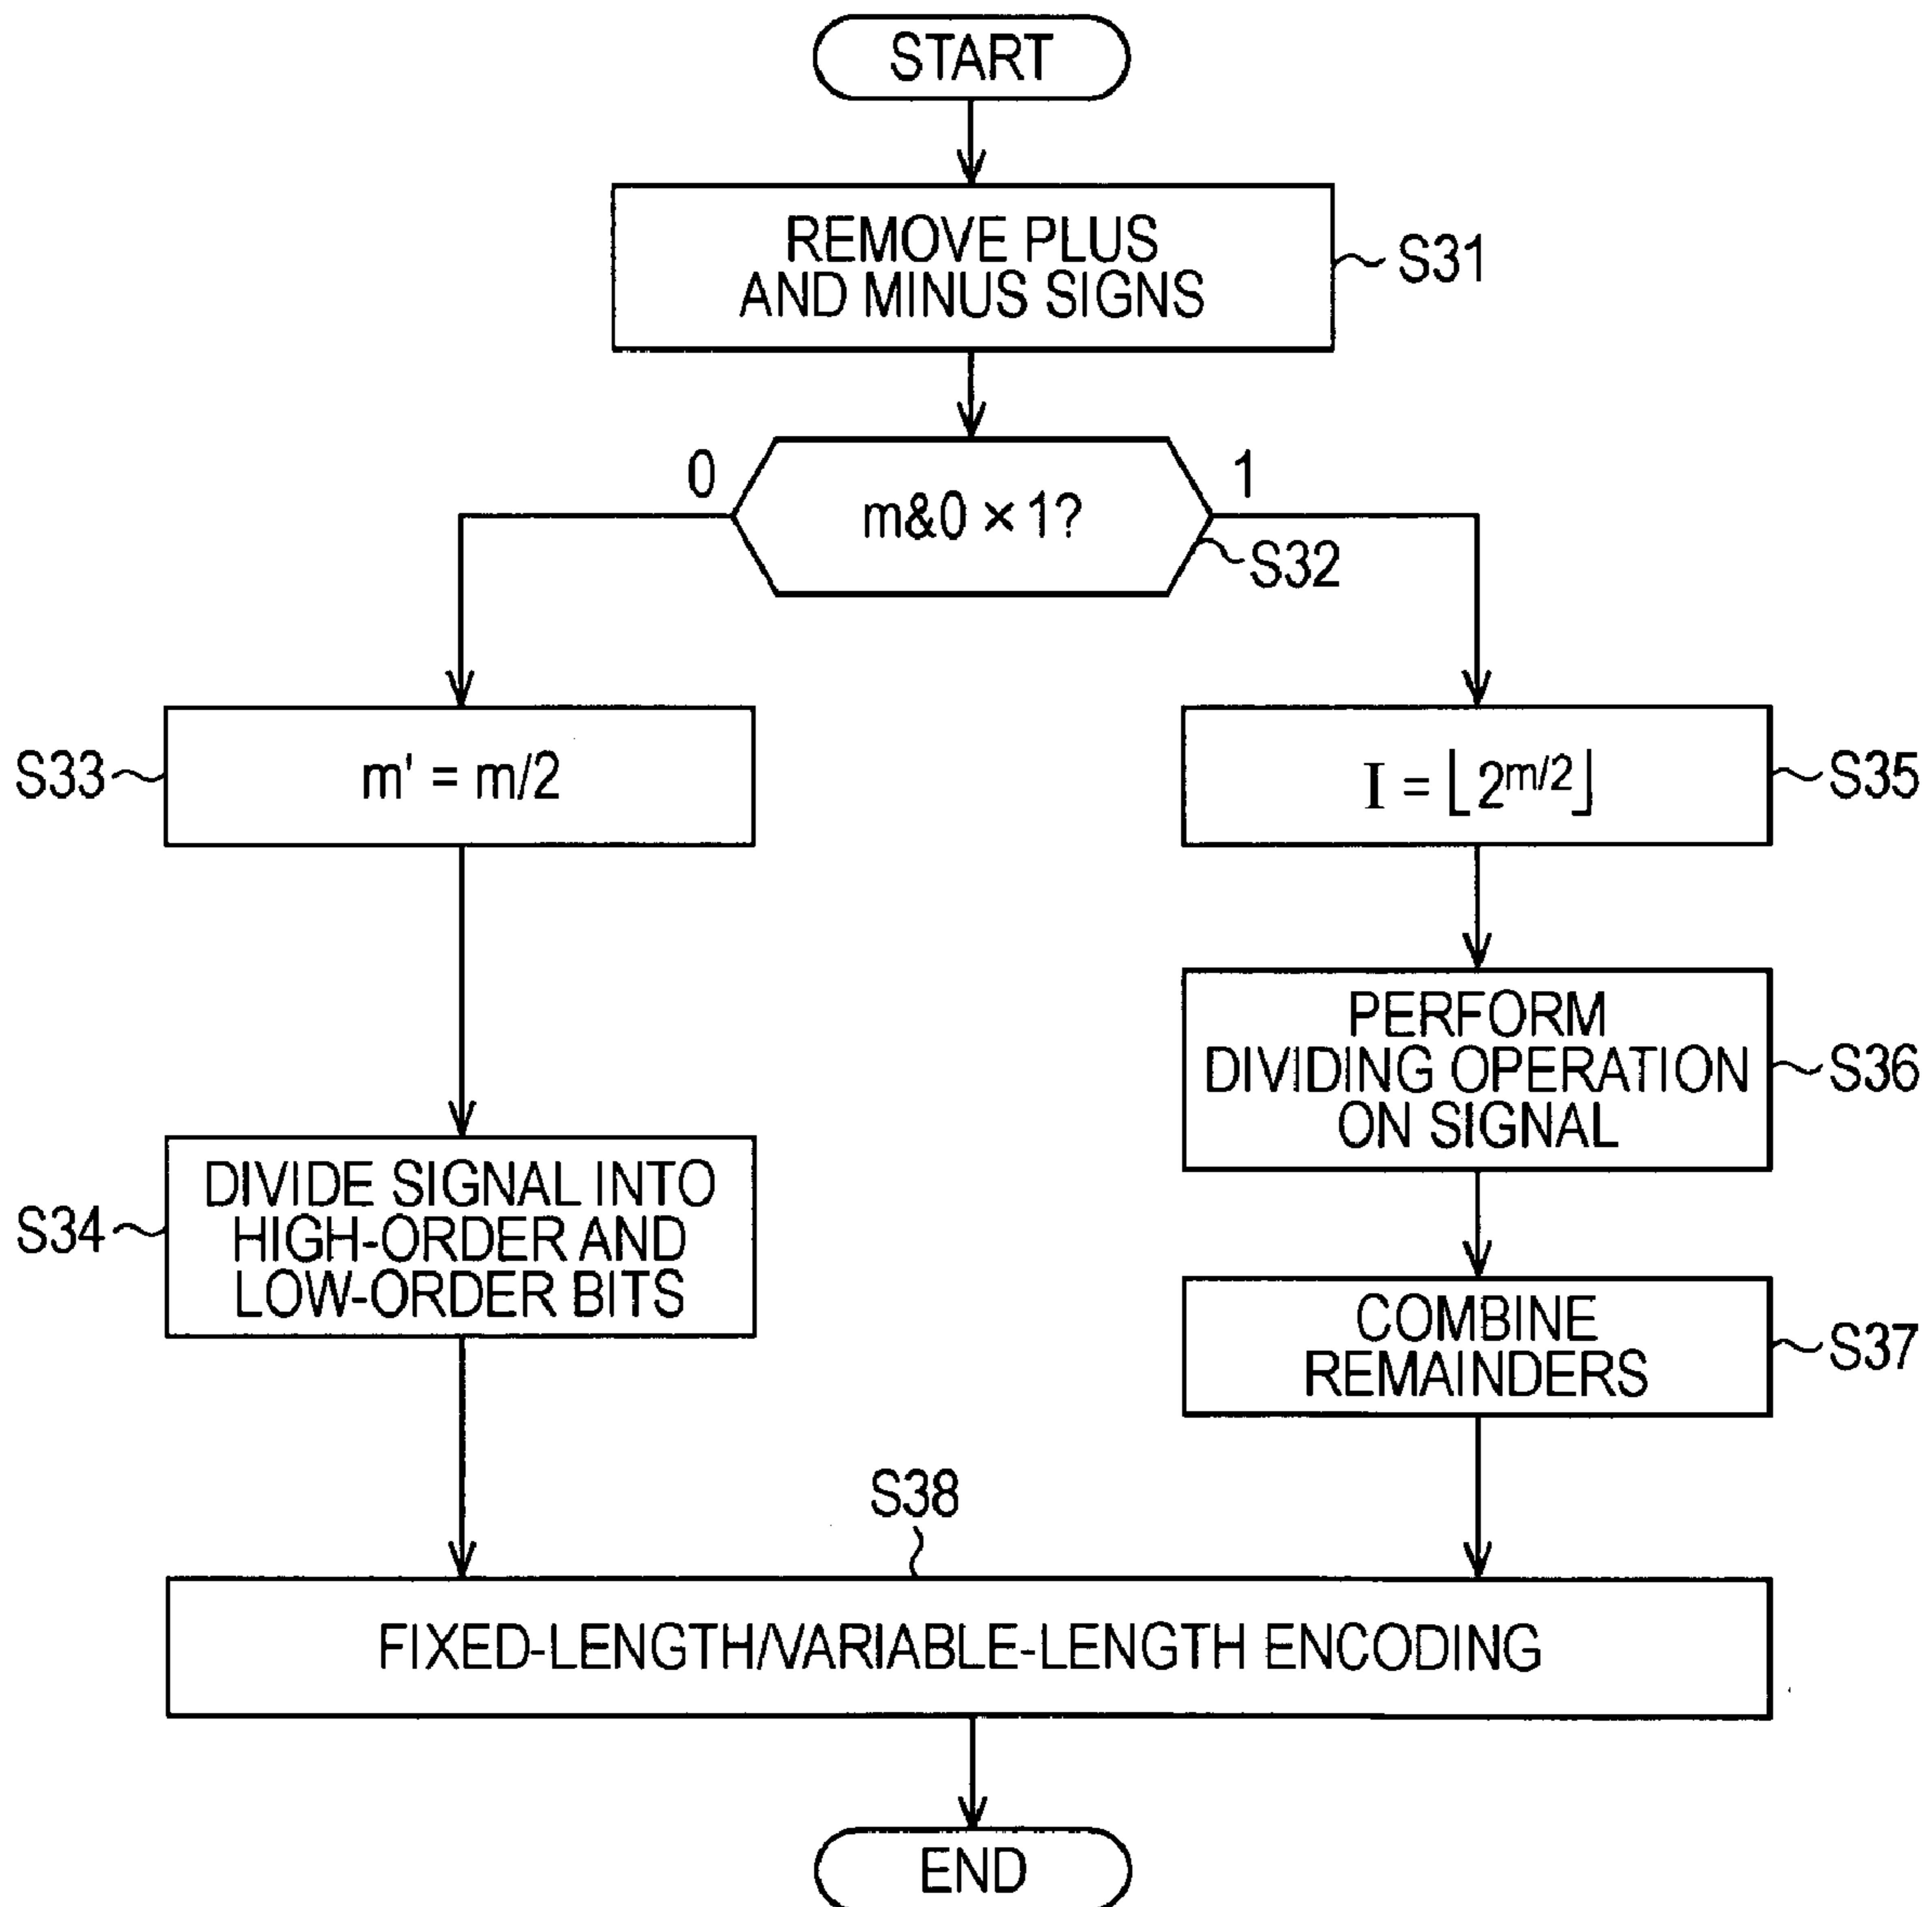 START
REMOVE PLUS
AND MINUS SIGNS
S31
0
1
m&0 × 1?
S32
S33
m' = m/2
I = ⌊2^{m/2}⌋
S35
PERFORM
DIVIDING OPERATION
ON SIGNAL
S36
S34
DIVIDE SIGNAL INTO
HIGH-ORDER AND
LOW-ORDER BITS
COMBINE
REMAINDERS
S37
S38
FIXED-LENGTH/VARIABLE-LENGTH ENCODING
END